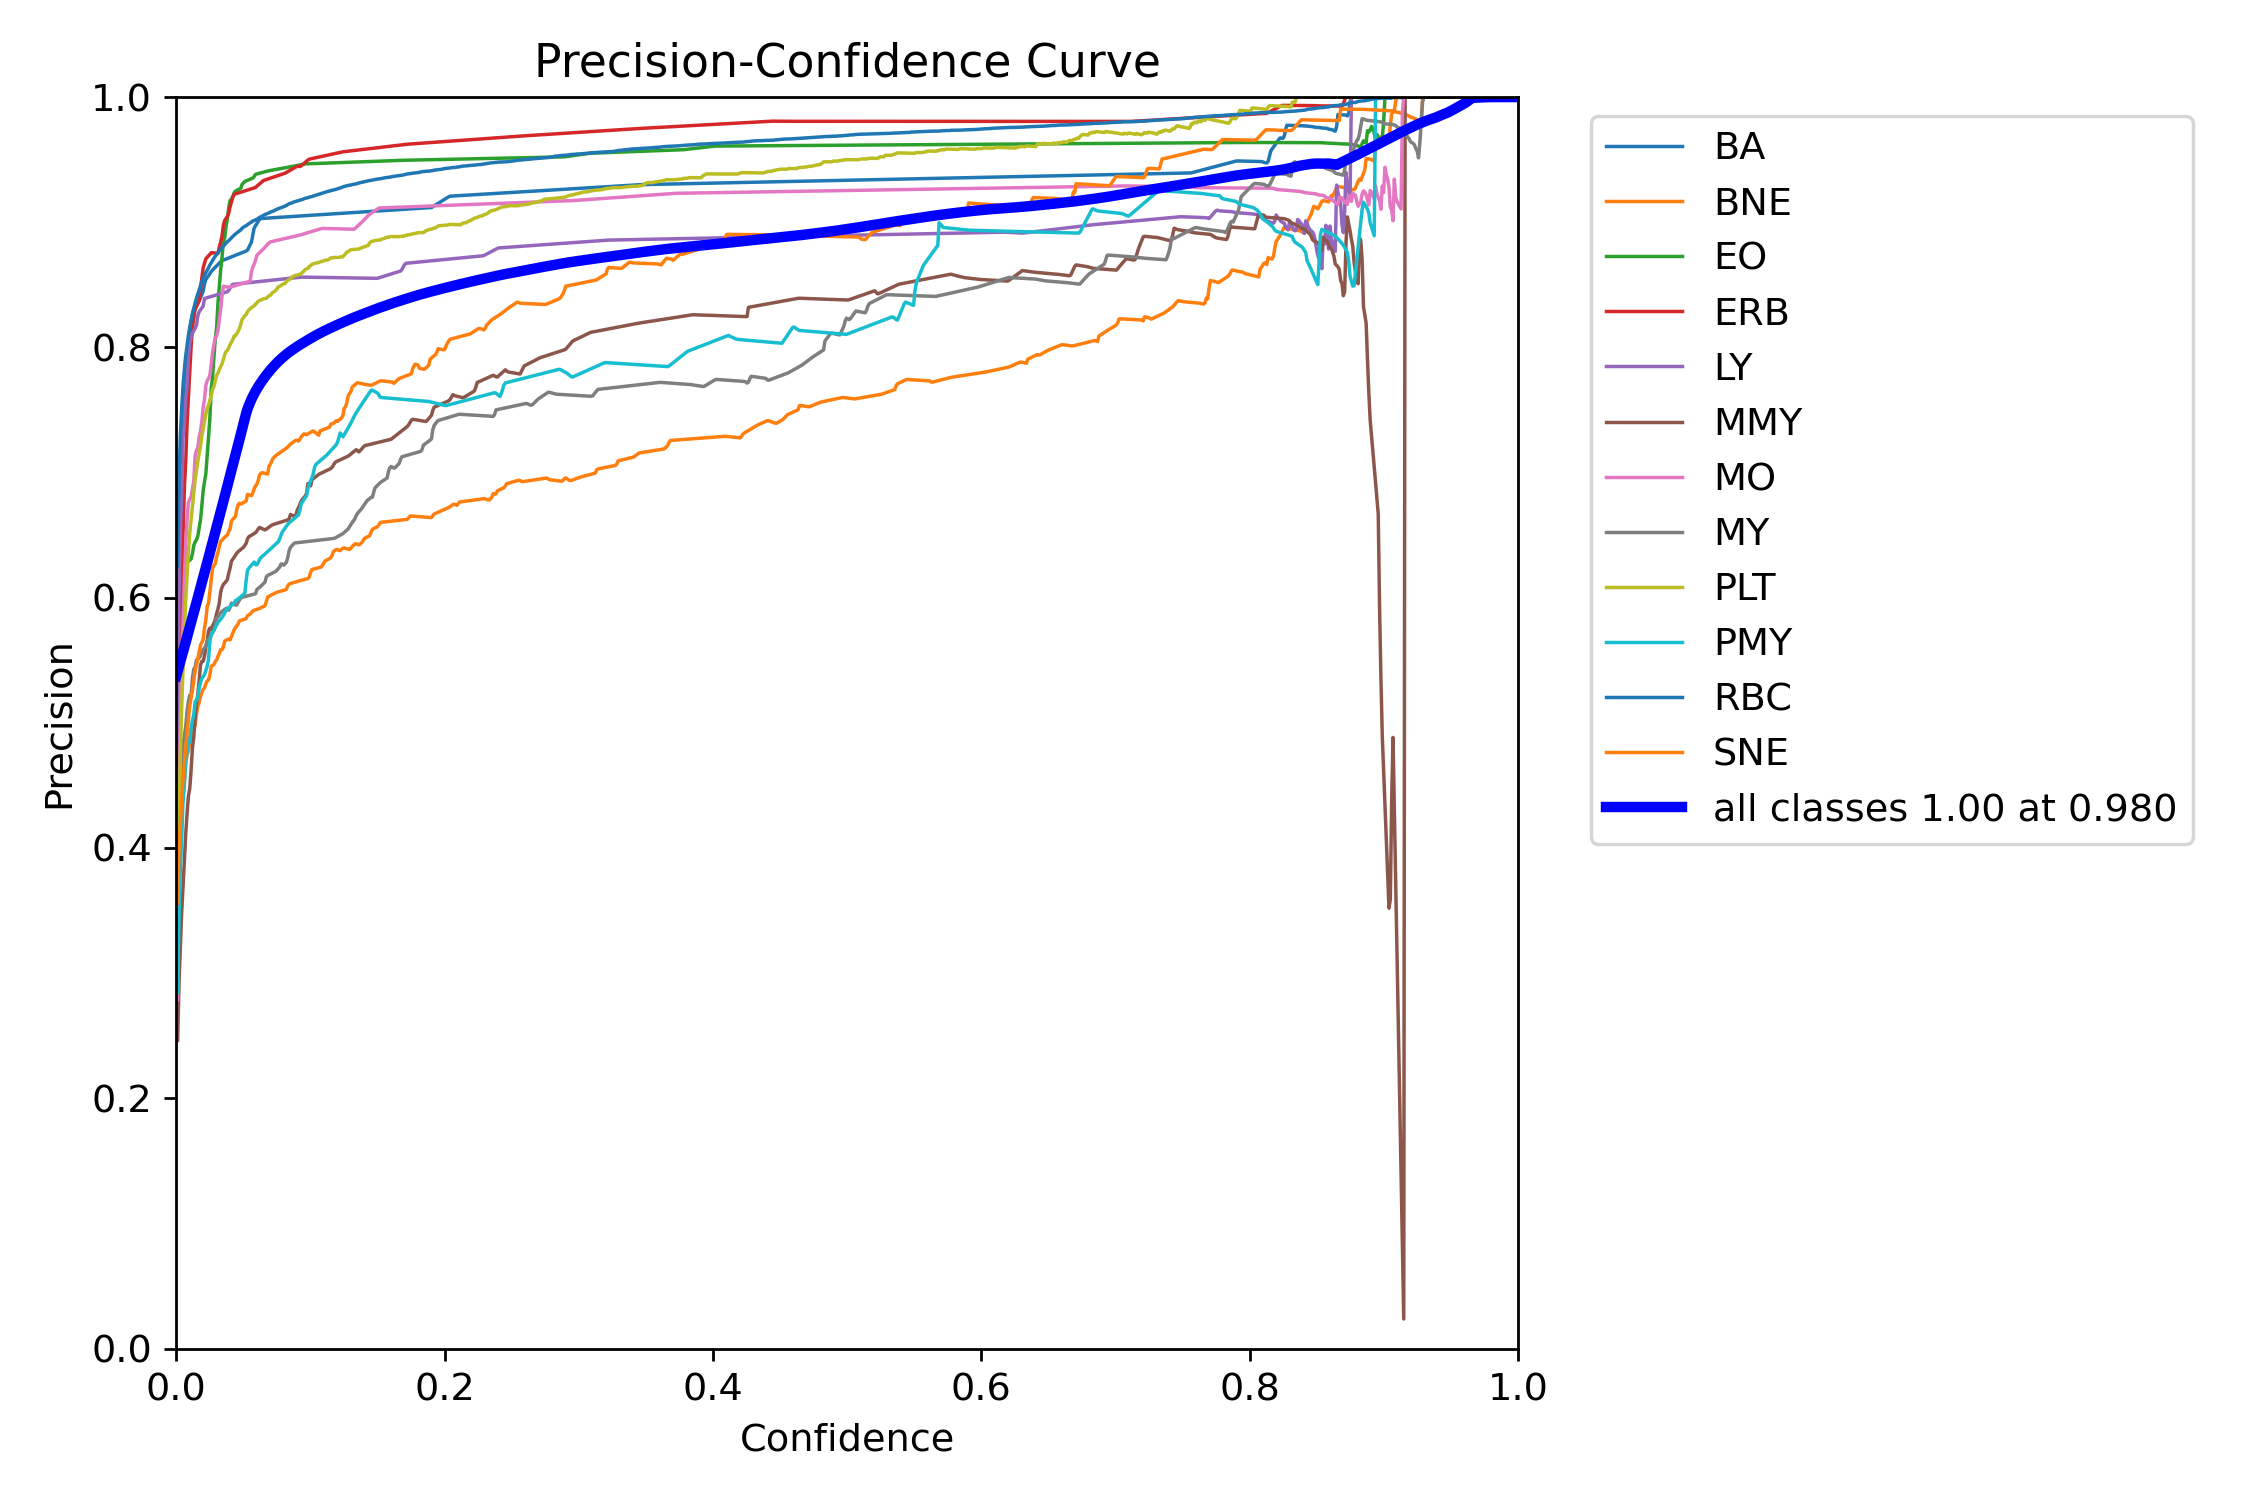 Precision-Confidence Curve
1.0
0.8
0.6
0.4
0.2
0.0
Precision
0.0 0.2 0.4 0.6 0.8 1.0
Confidence
BA
BNE
EO
ERB
LY
MMY
MO
MY
PLT
PMY
RBC
SNE
all classes 1.00 at 0.980